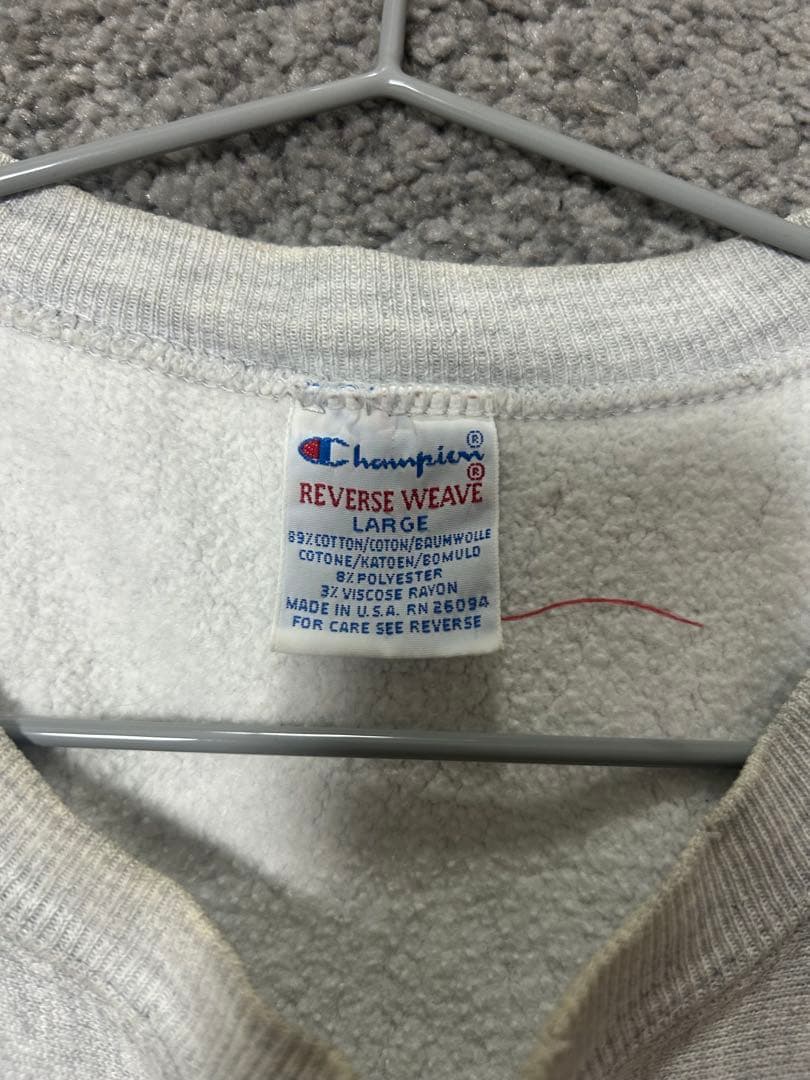 Champion®
REVERSE WEAVE®
LARGE
89% COTTON/COTON/BAUMWOLLE
COTONE/KATOEN/BOMULD
8% POLYESTER
3% VISCOSE RAYON
MADE IN U.S.A. RN 26094
FOR CARE SEE REVERSE